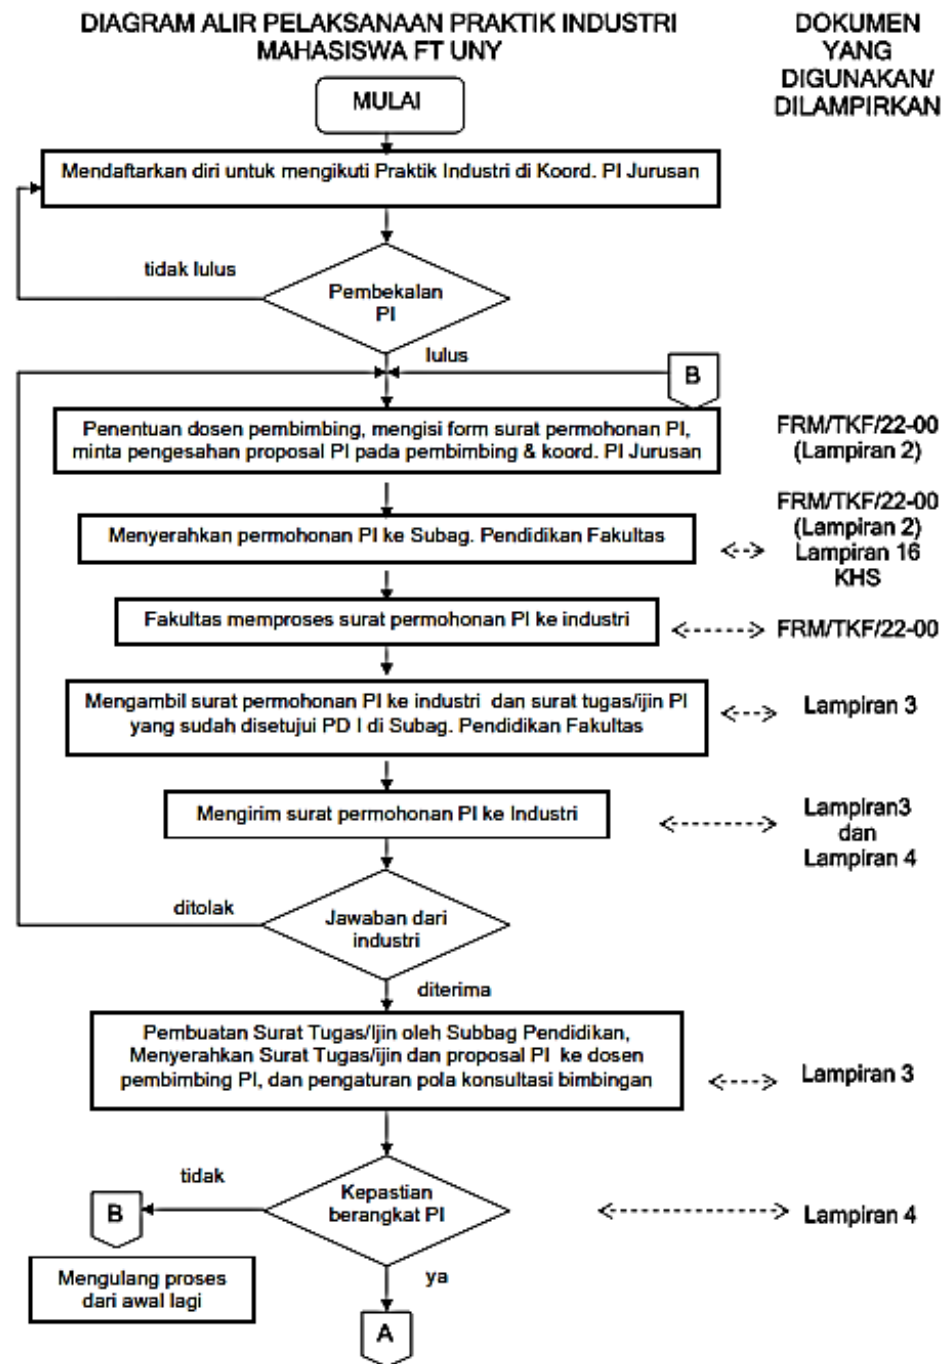 DIAGRAM ALIR PELAKSANAAN PRAKTIK INDUSTRI
MAHASISWA FT UNY
DOKUMEN
YANG
DIGUNAKAN/
DILAMPIRKAN
MULAI
Mendaftarkan diri untuk mengikuti Praktik Industri di Koord. PI Jurusan
tidak lulus
Pembekalan
PI
lulus
B
Penentuan dosen pembimbing, mengisi form surat permohonan PI,
minta pengesahan proposal PI pada pembimbing & koord. PI Jurusan
FRM/TKF/22-00
(Lampiran 2)
Menyerahkan permohonan PI ke Subag. Pendidikan Fakultas
FRM/TKF/22-00
(Lampiran 2)
Lampiran 16
KHS
Fakultas memproses surat permohonan PI ke industri
FRM/TKF/22-00
Mengambil surat permohonan PI ke industri dan surat tugas/ijin PI
yang sudah disetujui PD I di Subag. Pendidikan Fakultas
Lampiran 3
Mengirim surat permohonan PI ke Industri
Lampiran3
dan
Lampiran 4
ditolak
Jawaban dari
industri
diterima
Pembuatan Surat Tugas/Ijin oleh Subbag Pendidikan,
Menyerahkan Surat Tugas/ijin dan proposal PI ke dosen
pembimbing PI, dan pengaturan pola konsultasi bimbingan
Lampiran 3
tidak
Kepastian
berangkat PI
Lampiran 4
B
Mengulang proses
dari awal lagi
ya
A